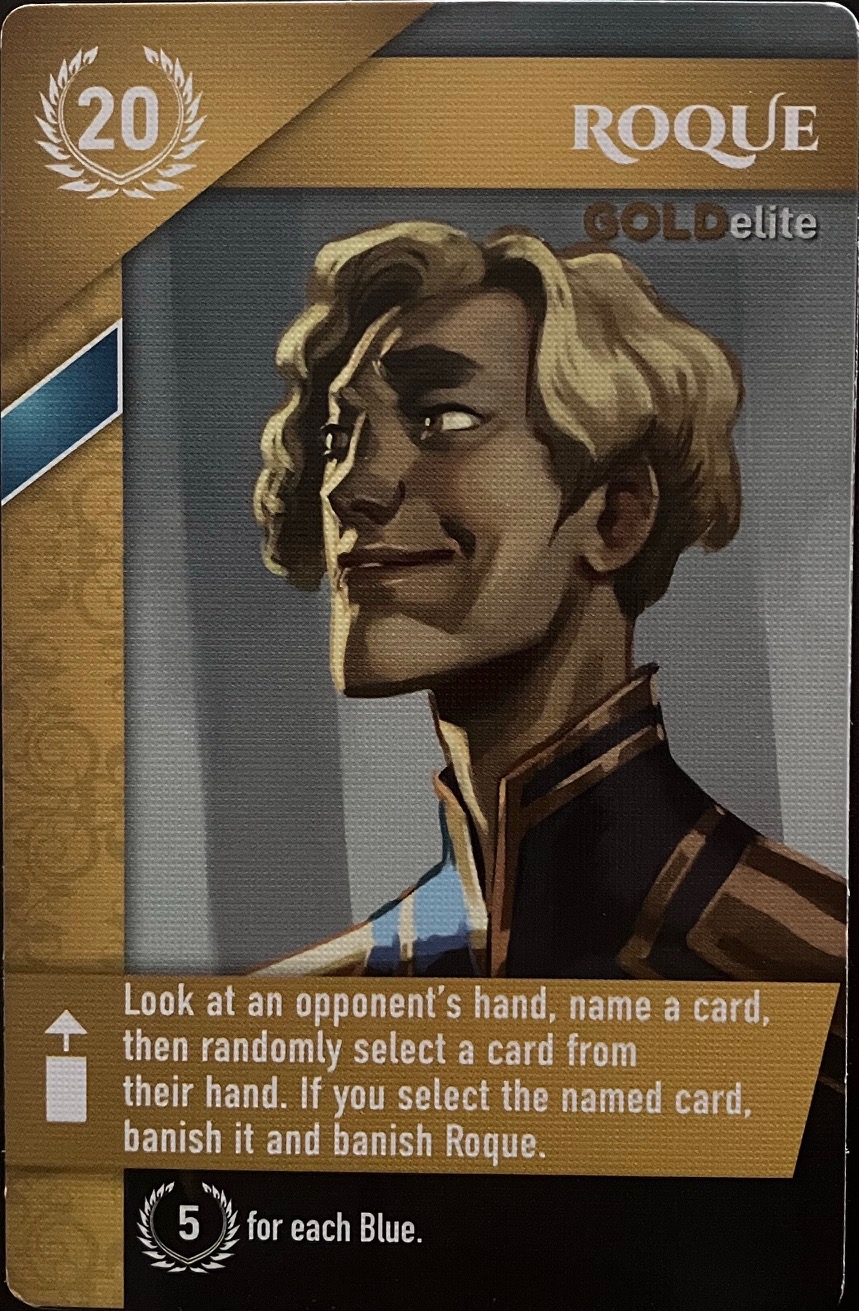 20
ROQUE
GOLDelite
Look at an opponent's hand, name a card,
then randomly select a card from
their hand. If you select the named card,
banish it and banish Roque.
5 for each Blue.